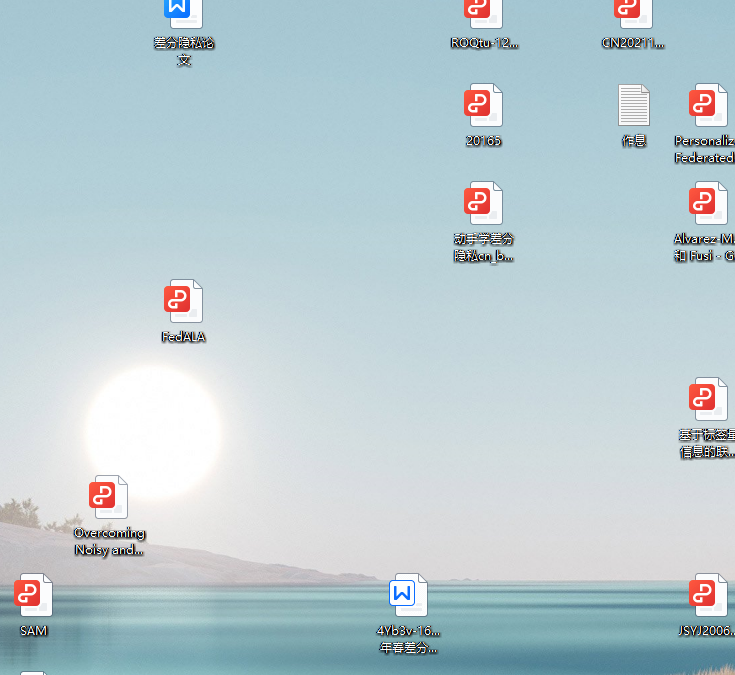 差分隐私论
文
ROQtu-12...
CN20211...
20165
作息
Personaliz
Federated
动手学差分
隐私cn_b...
Alvarez-M
和 Fusi - G
FedALA
基于标签量
信息的联...
Overcoming
Noisy and...
SAM
4Yb3v-16...
年春差分...
JSYJ2006...